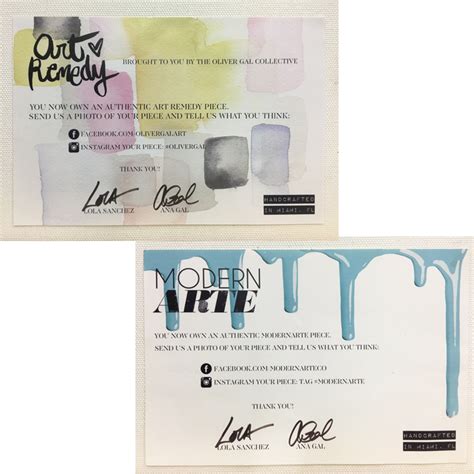 Art
Remedy
BROUGHT TO YOU BY THE OLIVER GAL COLLECTIVE
YOU NOW OWN AN AUTHENTIC ART REMEDY PIECE.
SEND US A PHOTO OF YOUR PIECE AND TELL US WHAT YOU THINK:
FACEBOOK.COM/OLIVERGALART
INSTAGRAM YOUR PIECE: #OLIVERGAL
THANK YOU!
LOLA
LOLA SANCHEZ ANA GAL
HANDCRAFTED
IN MIAMI, FL
MODERN
ARTE
YOU NOW OWN AN AUTHENTIC MODERNARTE PIECE.
SEND US A PHOTO OF YOUR PIECE AND TELL US WHAT YOU THINK:
FACEBOOK.COM/MODERNARTECO
INSTAGRAM YOUR PIECE: TAG #MODERNARTE
THANK YOU!
LOLA
LOLA SANCHEZ ANA GAL
HANDCRAFTED
IN MIAMI, FL